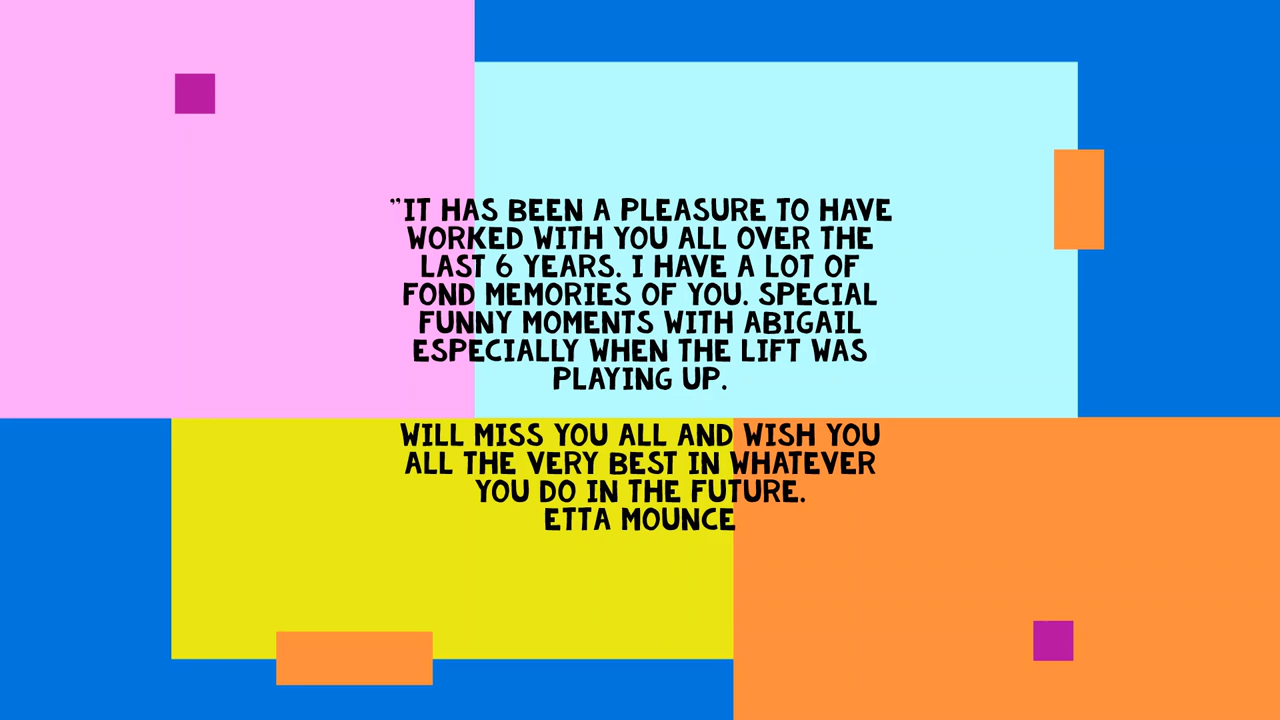 "IT HAS BEEN A PLEASURE TO HAVE
WORKED WITH YOU ALL OVER THE
LAST 6 YEARS. I HAVE A LOT OF
FOND MEMORIES OF YOU. SPECIAL
FUNNY MOMENTS WITH ABIGAIL
ESPECIALLY WHEN THE LIFT WAS
PLAYING UP.
WILL MISS YOU ALL AND WISH YOU
ALL THE VERY BEST IN WHATEVER
YOU DO IN THE FUTURE.
ETTA MOUNCE